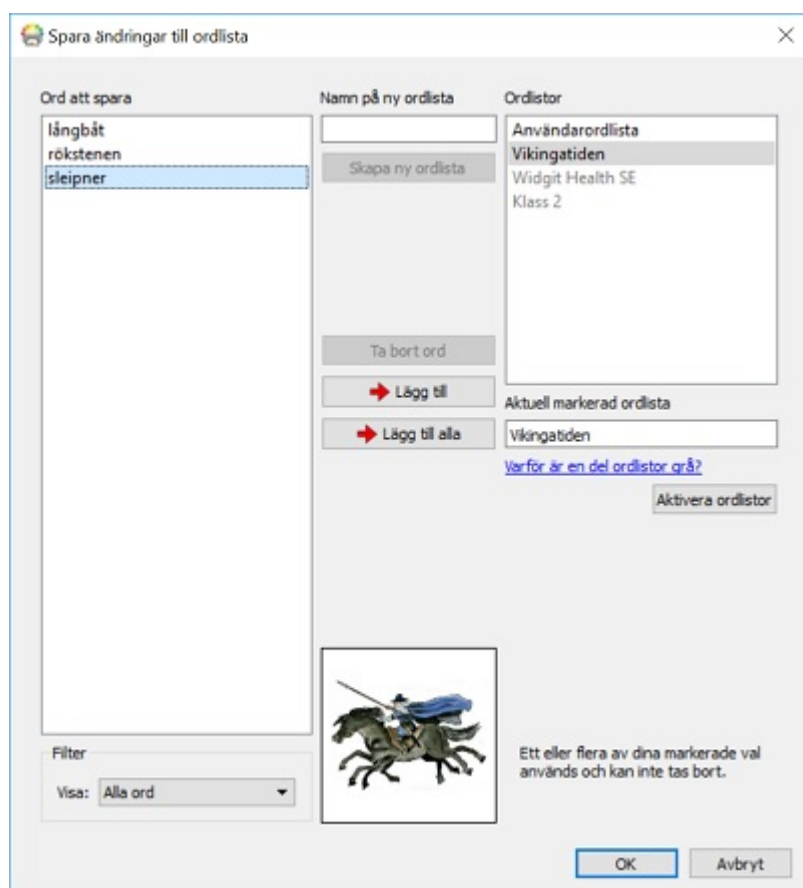 Spara ändringar till ordlista
Ord att spara
långbåt
rökstenen
sleipner
Namn på ny ordlista
Skapa ny ordlista
Ta bort ord
Lägg till
Lägg till alla
Ordlistor
Användarordlista
Vikingatiden
Widgit Health SE
Klass 2
Aktuell markerad ordlista
Vikingatiden
Varför är en del ordlistor grå?
Aktivera ordlistor
Filter
Visa: Alla ord
Ett eller flera av dina markerade val
används och kan inte tas bort.
OK
Avbryt